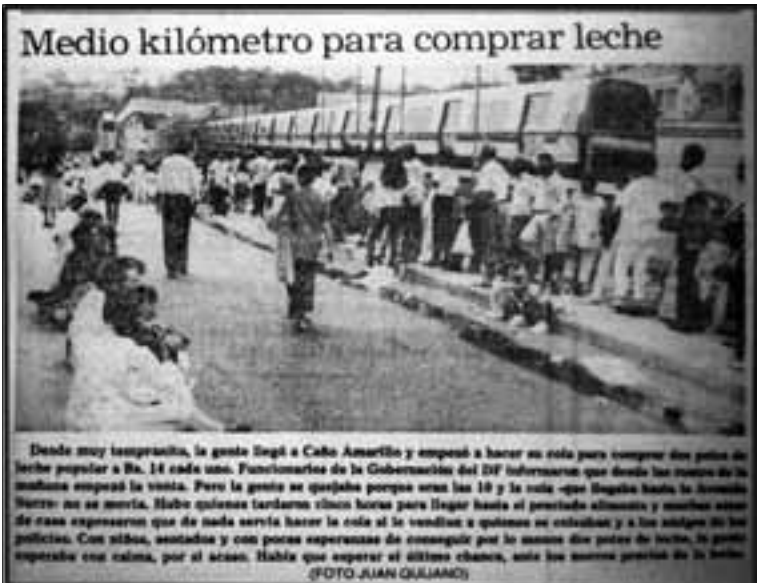 Medio kilómetro para comprar leche
Desde muy tempranito, la gente llegó a Caño Amarillo y empezó a hacer su cola para comprar dos potes de
leche popular a Bs. 14 cada uno. Funcionarios de la Gobernación del DF informaron que desde las nueve de la
mañana empezó la venta. Pero la gente se quejaba porque eran las 10 y la cola -que llegaba hasta la Avenida
Sucre- no se movía. Hubo quienes tardaron cinco horas para llegar hasta el preciado alimento y muchas amas
de casa expresaron que de nada servía hacer la cola si le vendían a quienes se coleaban y a los amigos de los
policías. Con niños, sentados y con pocas esperanzas de conseguir por lo menos dos potes de leche, la gente
esperaba con calma, por si acaso. Había que esperar el último chance, ante los nuevos precios de la leche.
(FOTO JUAN QUIJANO)